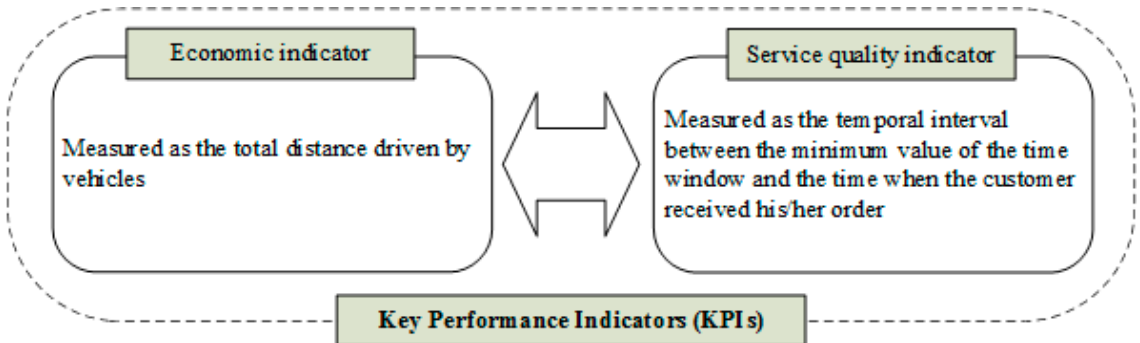 Economic indicator
Measured as the total distance driven by
vehicles
Service quality indicator
Measured as the temporal interval
between the minimum value of the time
window and the time when the customer
received his/her order
Key Performance Indicators (KPIs)